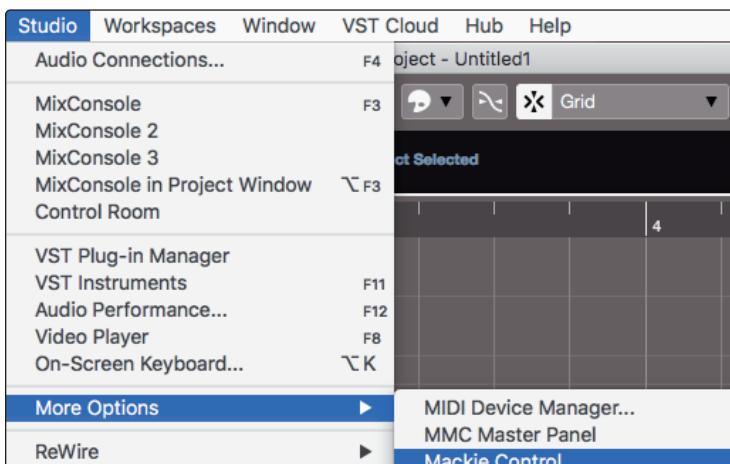 Studio Workspaces Window VST Cloud Hub Help
Audio Connections... F4
oject - Untitled1
MixConsole F3
Grid
MixConsole 2
MixConsole 3
ct Selected
MixConsole in Project Window ⌥F3
Control Room
4
VST Plug-in Manager
VST Instruments F11
Audio Performance... F12
Video Player F8
On-Screen Keyboard... ⌥K
More Options
MIDI Device Manager...
MMC Master Panel
ReWire
Mackie Control